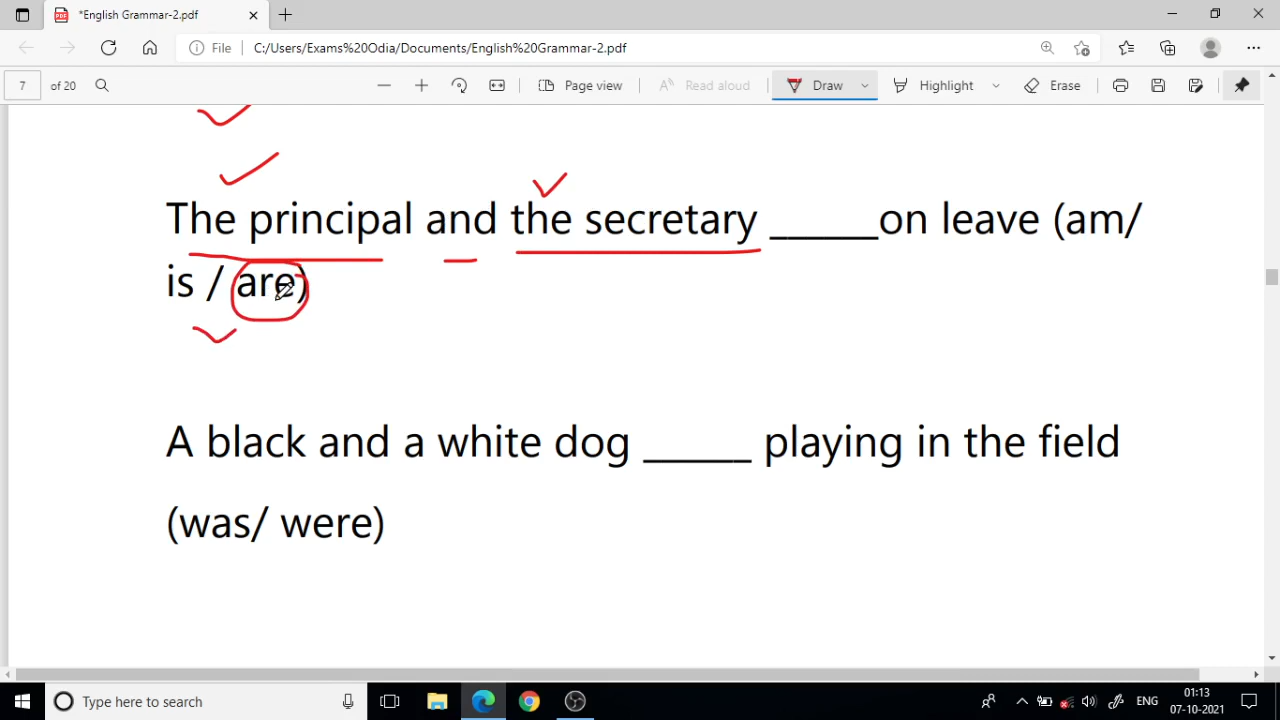 *English Grammar-2.pdf
File C:/Users/Exams%20Odia/Documents/English%20Grammar-2.pdf
7 of 20 Page view Read aloud Draw Highlight Erase
The principal and the secretary ______on leave (am/
is / are)
A black and a white dog ______ playing in the field
(was/ were)
Type here to search ENG 01:13
07-10-2021